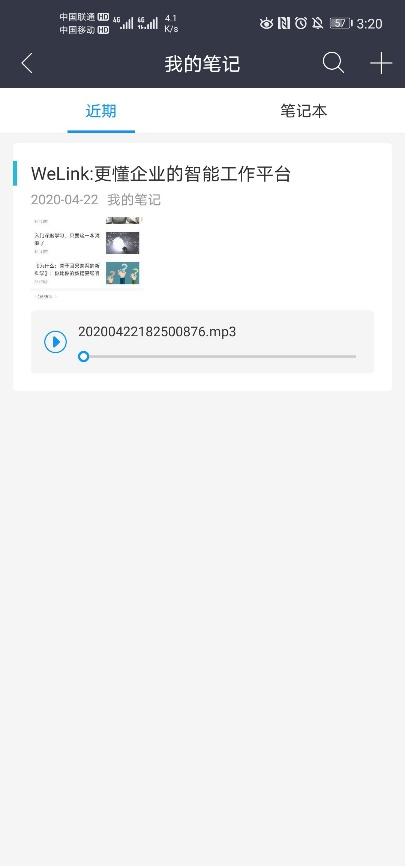 中国联通 HD 4G 4G 4.1 57 3:20
中国移动 HD K/s
我的笔记
近期 笔记本
WeLink:更懂企业的智能工作平台
2020-04-22 我的笔记
20200422182500876.mp3